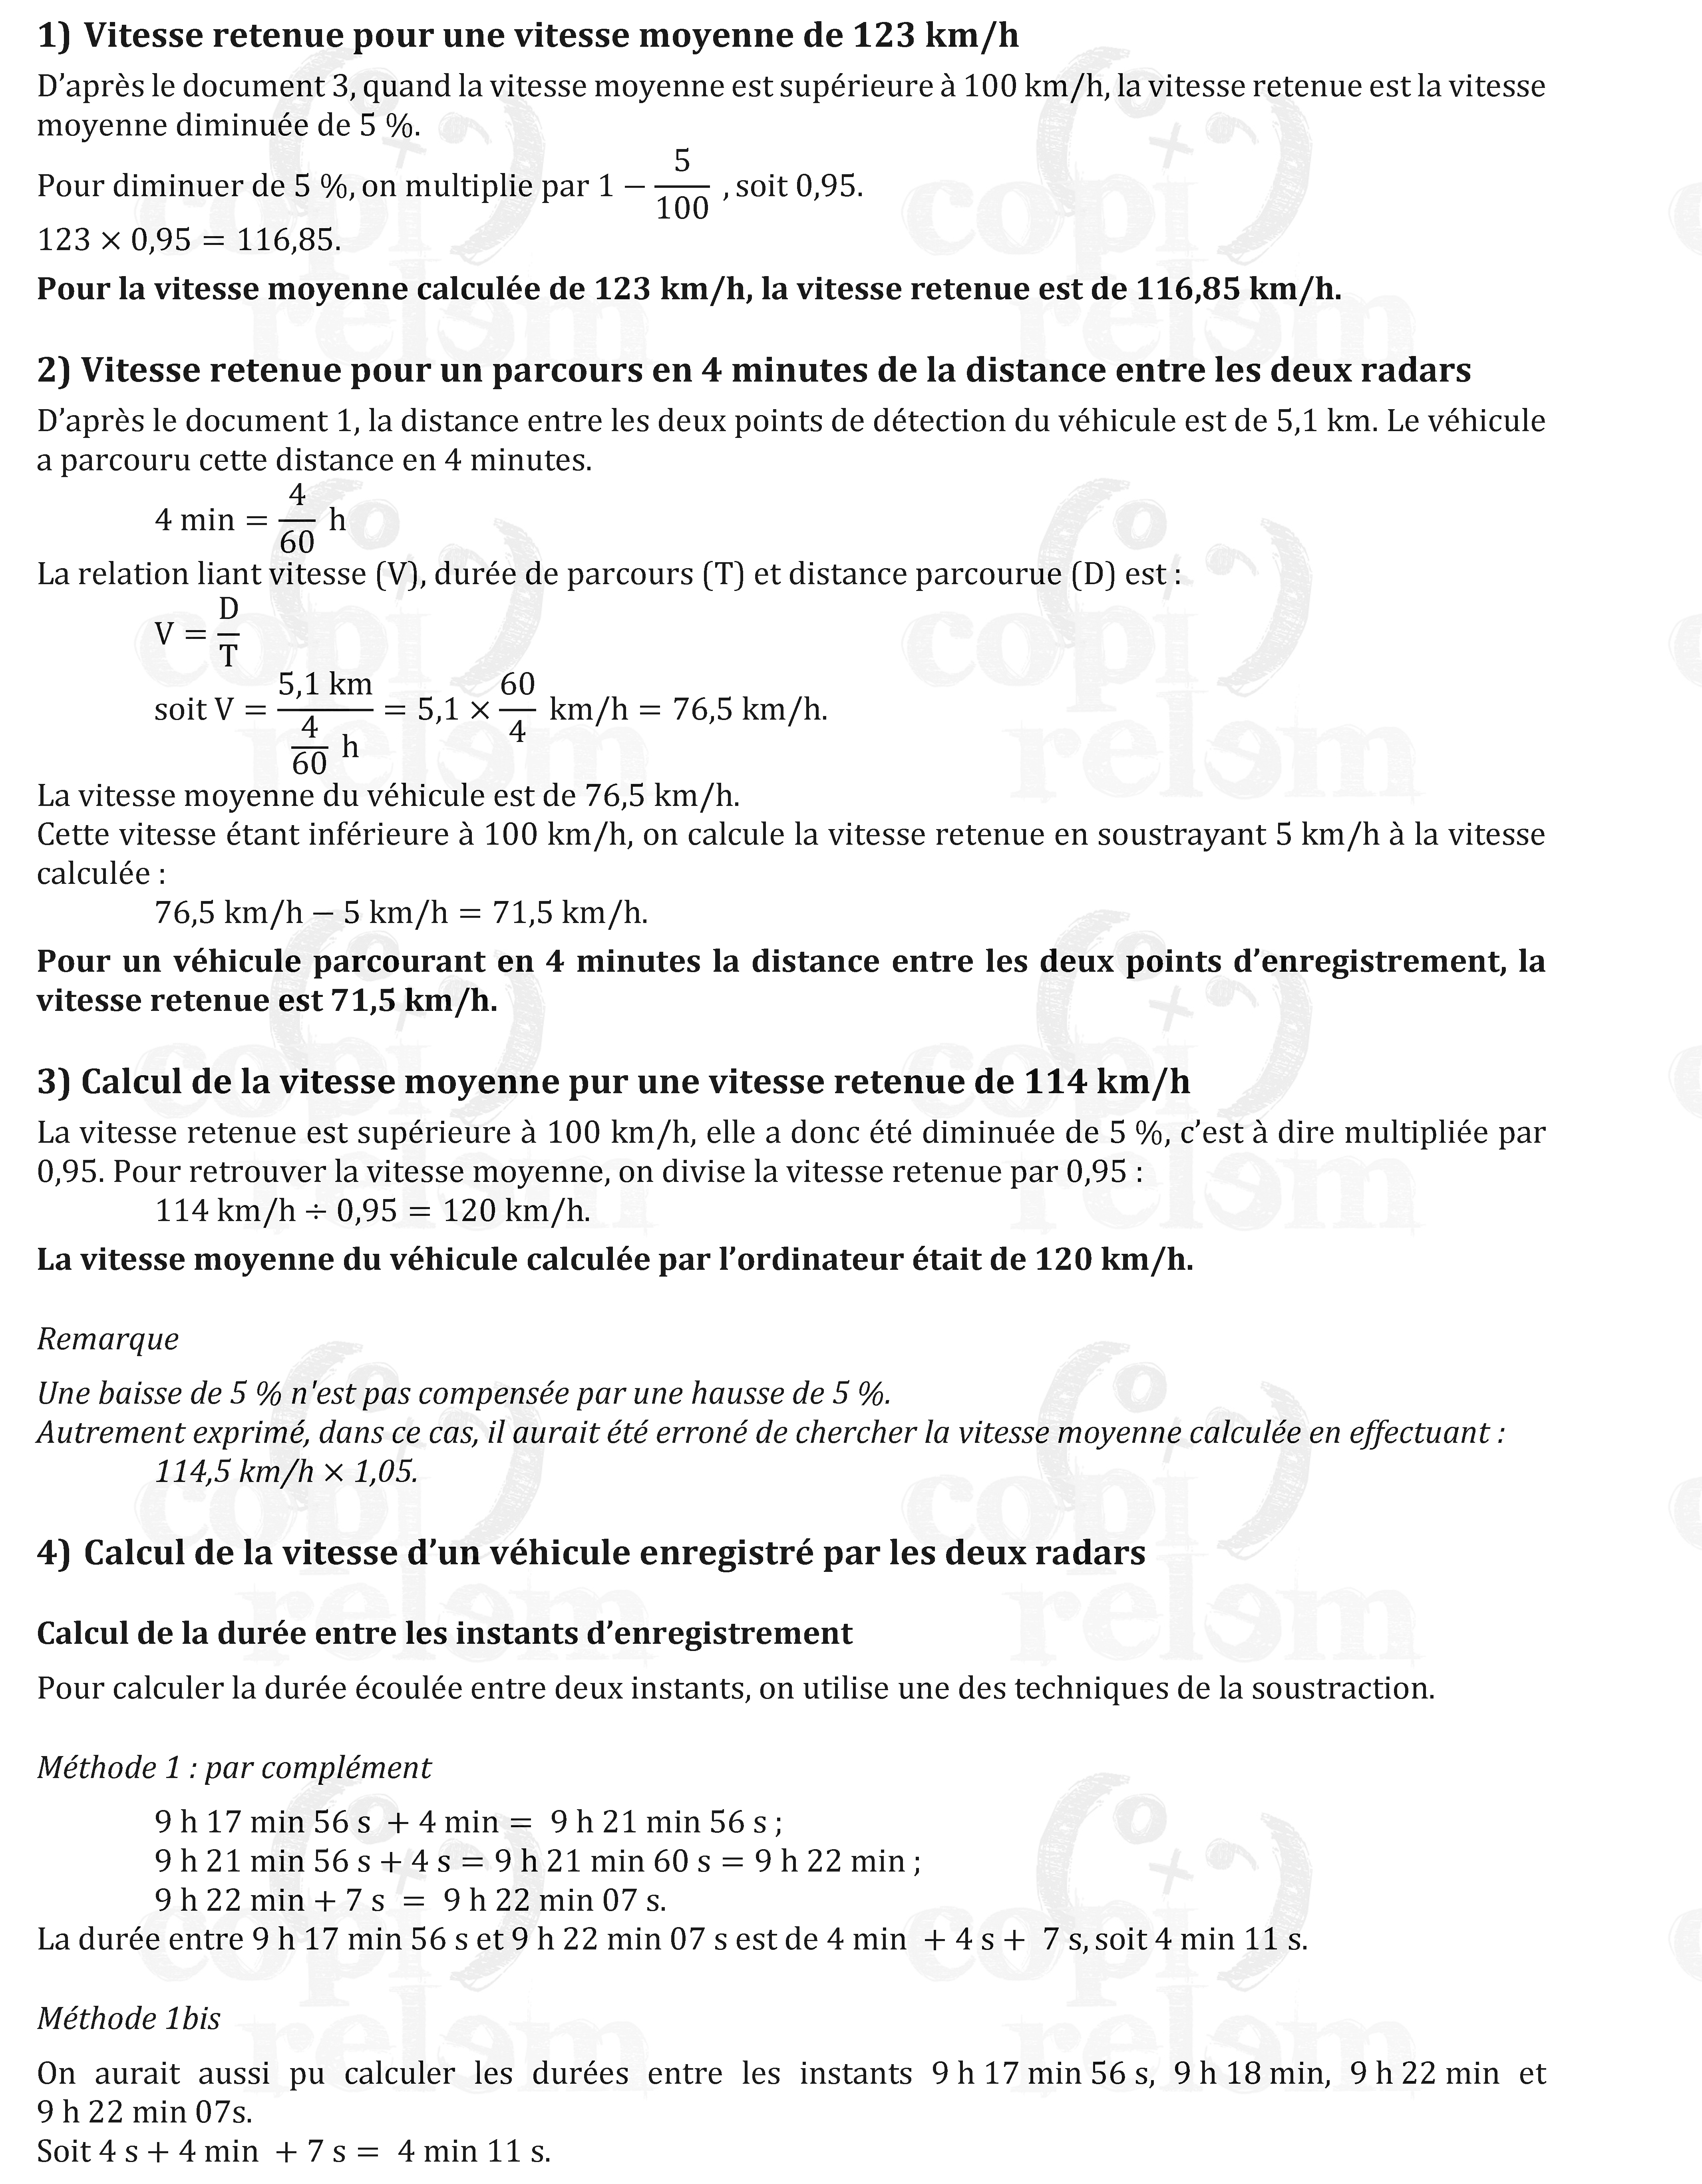 1) Vitesse retenue pour une vitesse moyenne de 123 km/h
D’après le document 3, quand la vitesse moyenne est supérieure à 100 km/h, la vitesse retenue est la vitesse
moyenne diminuée de 5 %.
Pour diminuer de 5 %, on multiplie par 1 − 5/100 , soit 0,95.
123 × 0,95 = 116,85.
Pour la vitesse moyenne calculée de 123 km/h, la vitesse retenue est de 116,85 km/h.
2) Vitesse retenue pour un parcours en 4 minutes de la distance entre les deux radars
D’après le document 1, la distance entre les deux points de détection du véhicule est de 5,1 km. Le véhicule
a parcouru cette distance en 4 minutes.
4 min = 4/60 h
La relation liant vitesse (V), durée de parcours (T) et distance parcourue (D) est :
V = D/T
soit V = 5,1 km / (4/60 h) = 5,1 × 60/4 km/h = 76,5 km/h.
La vitesse moyenne du véhicule est de 76,5 km/h.
Cette vitesse étant inférieure à 100 km/h, on calcule la vitesse retenue en soustrayant 5 km/h à la vitesse
calculée :
76,5 km/h − 5 km/h = 71,5 km/h.
Pour un véhicule parcourant en 4 minutes la distance entre les deux points d’enregistrement, la
vitesse retenue est 71,5 km/h.
3) Calcul de la vitesse moyenne pur une vitesse retenue de 114 km/h
La vitesse retenue est supérieure à 100 km/h, elle a donc été diminuée de 5 %, c’est à dire multipliée par
0,95. Pour retrouver la vitesse moyenne, on divise la vitesse retenue par 0,95 :
114 km/h ÷ 0,95 = 120 km/h.
La vitesse moyenne du véhicule calculée par l’ordinateur était de 120 km/h.
Remarque
Une baisse de 5 % n'est pas compensée par une hausse de 5 %.
Autrement exprimé, dans ce cas, il aurait été erroné de chercher la vitesse moyenne calculée en effectuant :
114,5 km/h × 1,05.
4) Calcul de la vitesse d’un véhicule enregistré par les deux radars
Calcul de la durée entre les instants d’enregistrement
Pour calculer la durée écoulée entre deux instants, on utilise une des techniques de la soustraction.
Méthode 1 : par complément
9 h 17 min 56 s + 4 min = 9 h 21 min 56 s ;
9 h 21 min 56 s + 4 s = 9 h 21 min 60 s = 9 h 22 min ;
9 h 22 min + 7 s = 9 h 22 min 07 s.
La durée entre 9 h 17 min 56 s et 9 h 22 min 07 s est de 4 min + 4 s + 7 s, soit 4 min 11 s.
Méthode 1bis
On aurait aussi pu calculer les durées entre les instants 9 h 17 min 56 s, 9 h 18 min, 9 h 22 min et
9 h 22 min 07s.
Soit 4 s + 4 min + 7 s = 4 min 11 s.